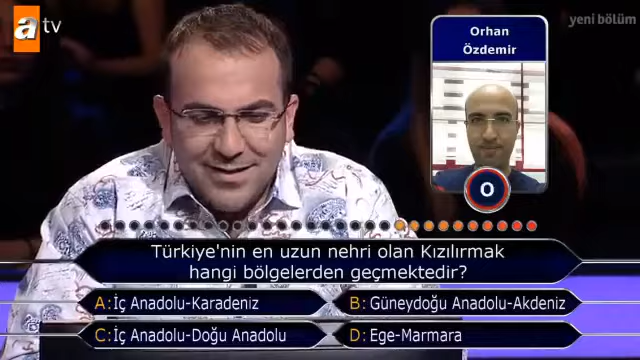 atv
yeni bölüm
Orhan
Özdemir
O
Türkiye'nin en uzun nehri olan Kızılırmak
hangi bölgelerden geçmektedir?
A: İç Anadolu-Karadeniz
B: Güneydoğu Anadolu-Akdeniz
C: İç Anadolu-Doğu Anadolu
D: Ege-Marmara